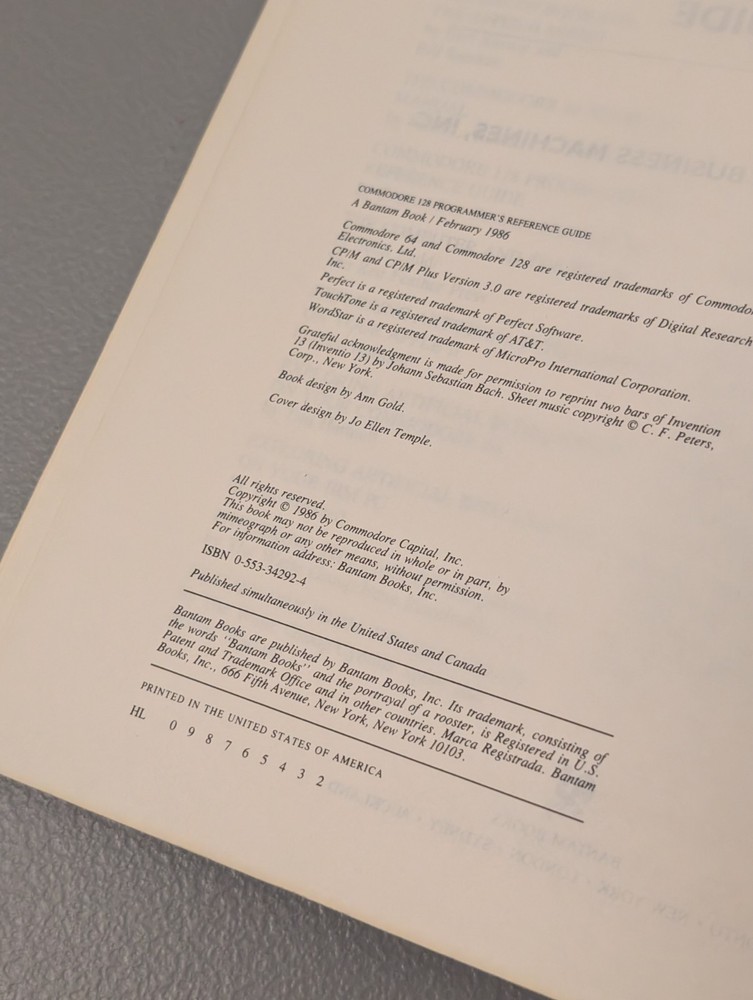 COMMODORE 128 PROGRAMMER'S REFERENCE GUIDE
A Bantam Book / February 1986
Commodore 64 and Commodore 128 are registered trademarks of Commodo
Electronics. Ltd.
CP/M and CP/M Plus Version 3.0 are registered trademarks of Digital Research
Inc.
Perfect is a registered trademark of Perfect Software.
TouchTone is a registered trademark of AT&T.
WordStar is a registered trademark of MicroPro International Corporation.
Grateful acknowledgment is made for permission to reprint two bars of Invention
13 (Inventio 13) by Johann Sebastian Bach. Sheet music copyright © C. F. Peters,
Corp., New York.
Book design by Ann Gold.
Cover design by Jo Ellen Temple.
All rights reserved.
Copyright © 1986 by Commodore Capital, Inc.
This book may not be reproduced in whole or in part, by
mimeograph or any other means, without permission.
For information address: Bantam Books, Inc.
ISBN 0-553-34292-4
Published simultaneously in the United States and Canada
Bantam Books are published by Bantam Books, Inc. Its trademark, consisting of
the words "Bantam Books" and the portrayal of a rooster, is Registered in U.S.
Patent and Trademark Office and in other countries. Marca Registrada. Bantam
Books, Inc., 666 Fifth Avenue, New York, New York 10103.
PRINTED IN THE UNITED STATES OF AMERICA
HL 0 9 8 7 6 5 4 3 2